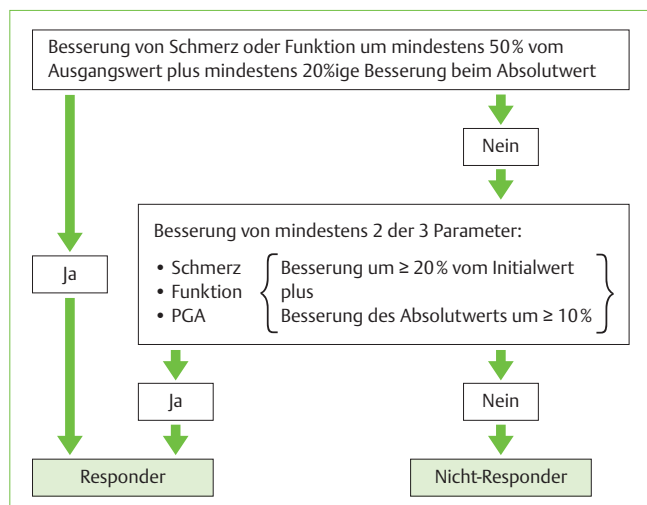 Besserung von Schmerz oder Funktion um mindestens 50% vom
Ausgangswert plus mindestens 20%ige Besserung beim Absolutwert
Nein
Besserung von mindestens 2 der 3 Parameter:
Ja
• Schmerz
• Funktion
• PGA
Besserung um ≥ 20% vom Initialwert
plus
Besserung des Absolutwerts um ≥ 10%
Ja
Nein
Responder
Nicht-Responder